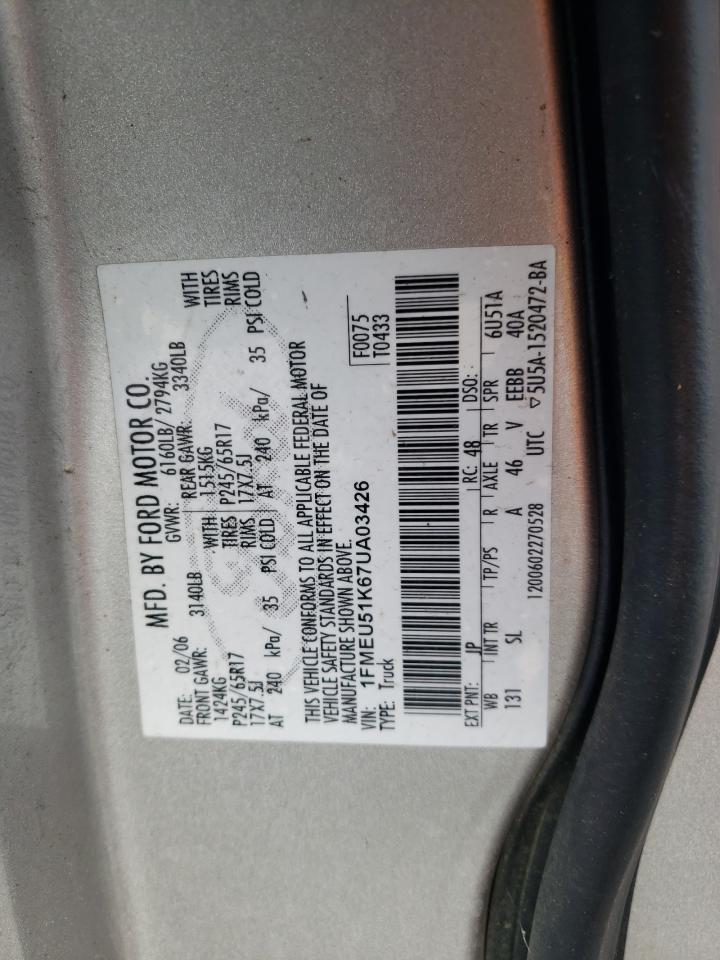 MFD. BY FORD MOTOR CO.
DATE: 02/06 GVWR: 6160LB/ 2794KG
FRONT GAWR: 3140LB REAR GAWR: 3340LB
1424KG WITH 1515KG WITH
P245/65R17 TIRES P245/65R17 TIRES
17X7.5J RIMS 17X7.5J RIMS
AT 240 kPa/ 35 PSI COLD AT 240 kPa/ 35 PSI COLD
THIS VEHICLE CONFORMS TO ALL APPLICABLE FEDERAL MOTOR
VEHICLE SAFETY STANDARDS IN EFFECT ON THE DATE OF
MANUFACTURE SHOWN ABOVE.
VIN: 1FMEU51K67UA03426 F0075
TYPE: Truck T0433
EXT PNT: JP RC: 48 DSO:
WB INT TR TP/PS R AXLE TR SPR 6U51A
131 SL A 46 V EEBB 40A
1200602270528 UTC ▽5U5A-1520472-BA